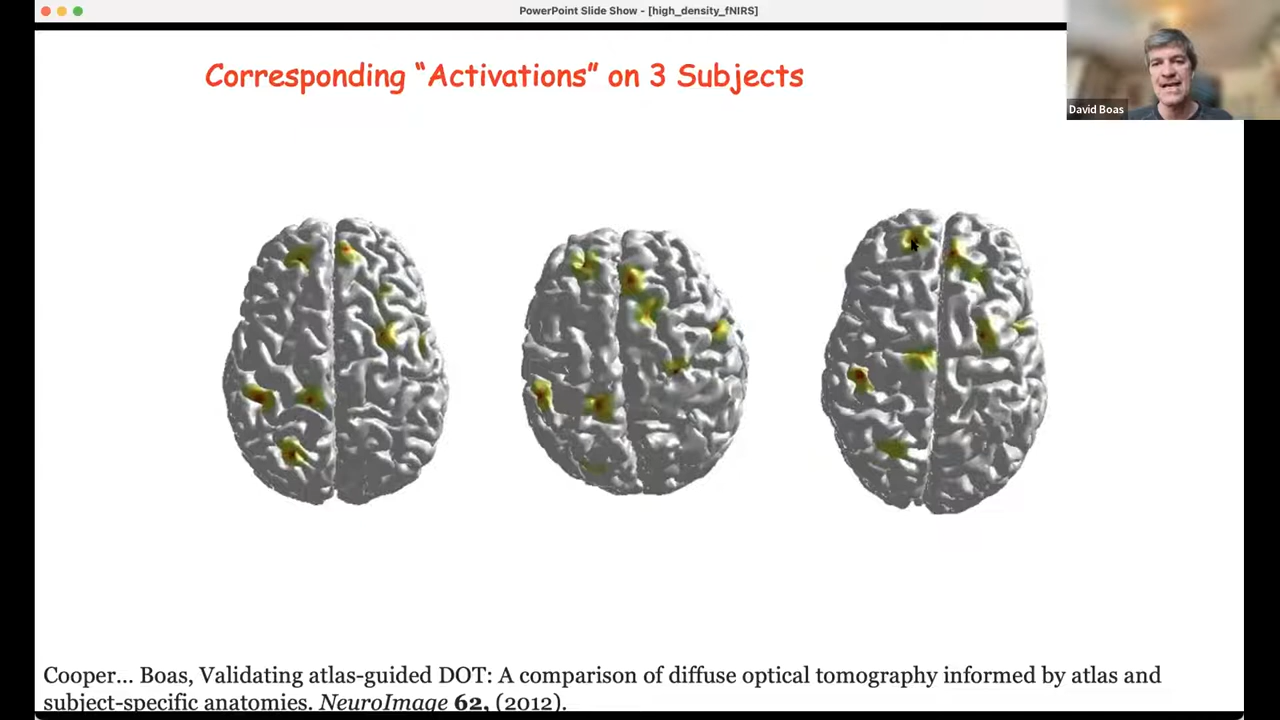 PowerPoint Slide Show - [high_density_fNIRS]
David Boas
Corresponding “Activations” on 3 Subjects
Cooper... Boas, Validating atlas-guided DOT: A comparison of diffuse optical tomography informed by atlas and
subject-specific anatomies. NeuroImage 62, (2012).